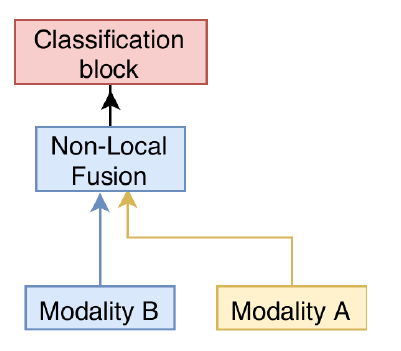 Classification
block
Non-Local
Fusion
Modality B
Modality A